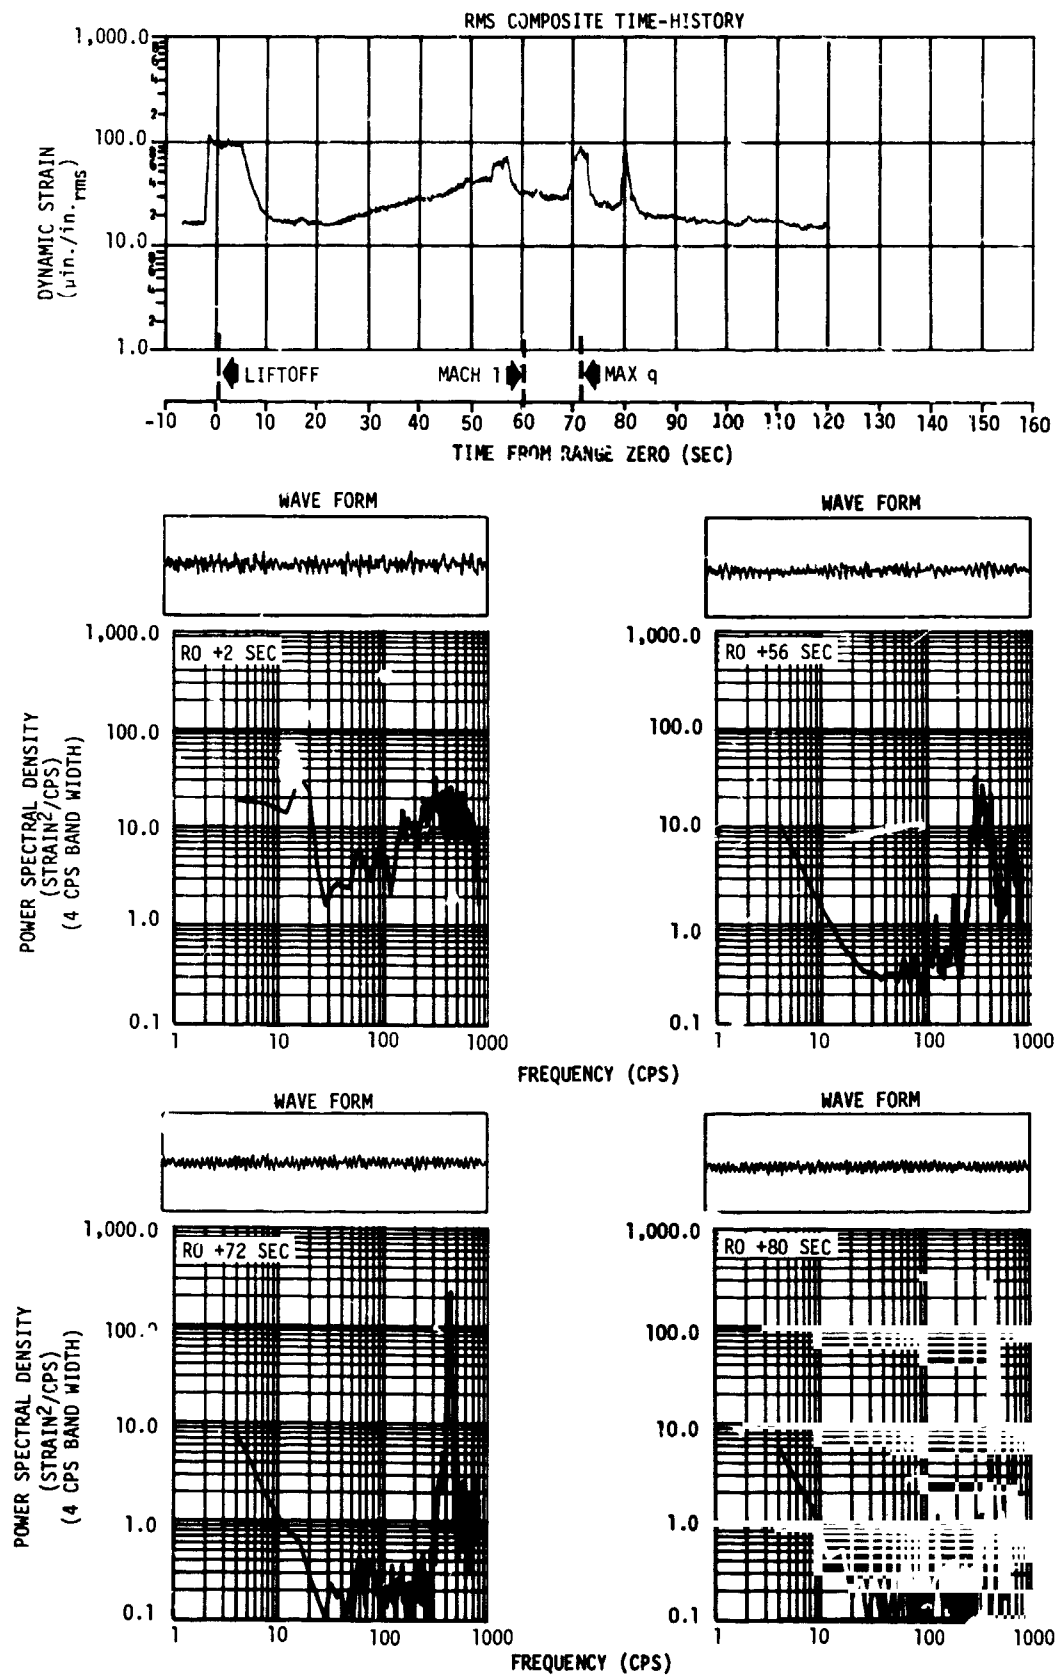 RMS COMPOSITE TIME-HISTORY
1,000.0
100.0
10.0
1.0
2
2
2
DYNAMIC STRAIN
(µin./in.rms)
LIFTOFF
MACH 1
MAX q
-10 0 10 20 30 40 50 60 70 80 90 100 110 120 130 140 150 160
TIME FROM RANGE ZERO (SEC)
WAVE FORM
WAVE FORM
1,000.0
100.0
10.0
1.0
0.1
RO +2 SEC
POWER SPECTRAL DENSITY
(STRAIN²/CPS)
(4 CPS BAND WIDTH)
1 10 100 1000
1,000.0
100.0
10.0
1.0
0.1
RO +56 SEC
1 10 100 1000
FREQUENCY (CPS)
WAVE FORM
WAVE FORM
1,000.0
100.0
10.0
1.0
0.1
RO +72 SEC
POWER SPECTRAL DENSITY
(STRAIN²/CPS)
(4 CPS BAND WIDTH)
1 10 100 1000
1,000.0
100.0
10.0
1.0
0.1
RO +80 SEC
1 10 100 1000
FREQUENCY (CPS)